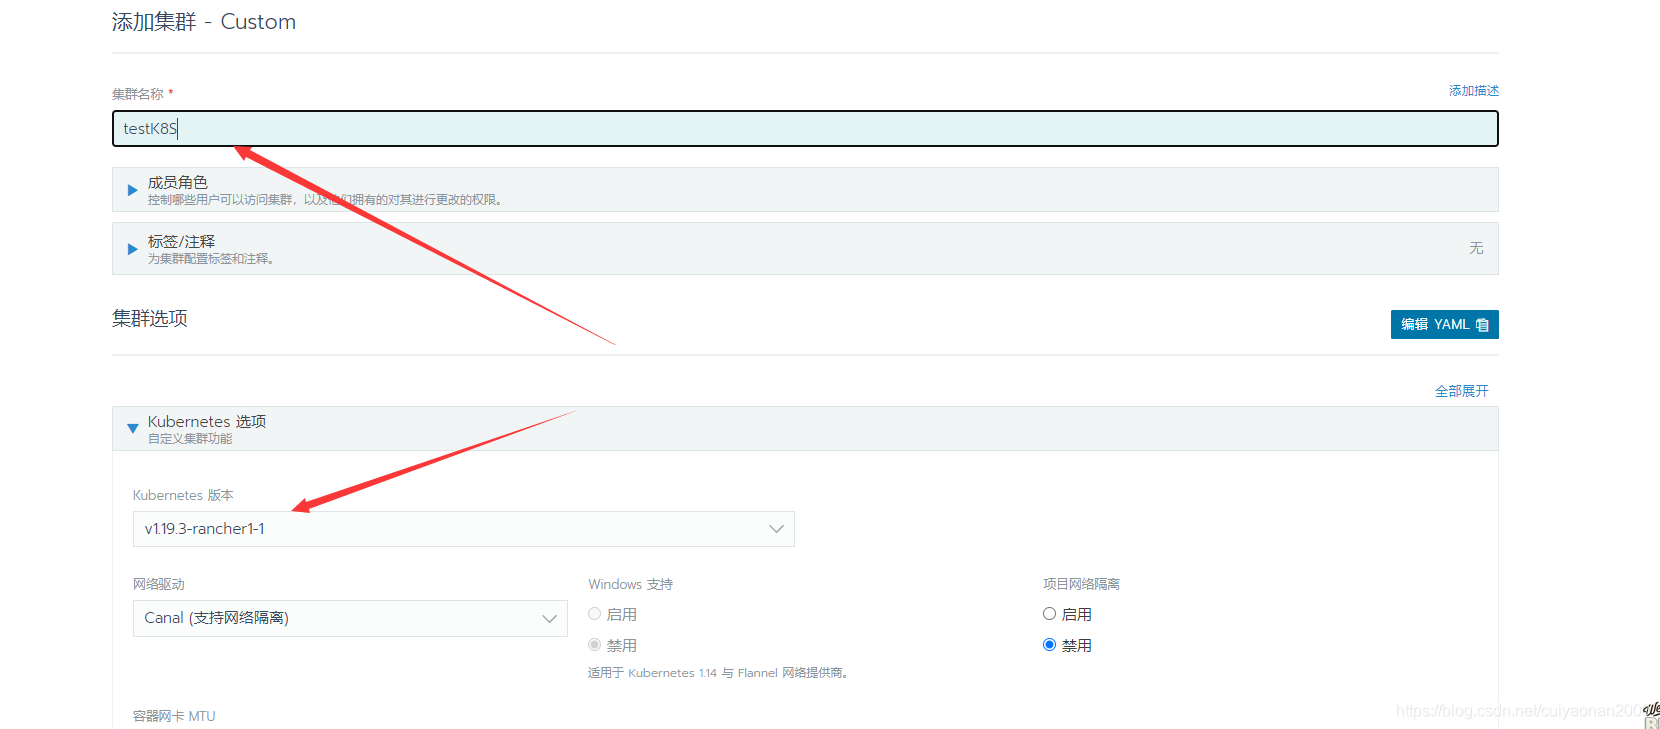 添加集群 - Custom
集群名称 *
添加描述
testK8S
成员角色
控制哪些用户可以访问集群，以及他们拥有的对其进行更改的权限。
标签/注释
为集群配置标签和注释。
无
集群选项
编辑 YAML
全部展开
Kubernetes 选项
自定义集群功能
Kubernetes 版本
v1.19.3-rancher1-1
网络驱动
Windows 支持
项目网络隔离
Canal (支持网络隔离)
启用
启用
禁用
禁用
适用于 Kubernetes 1.14 与 Flannel 网络提供商。
容器网卡 MTU